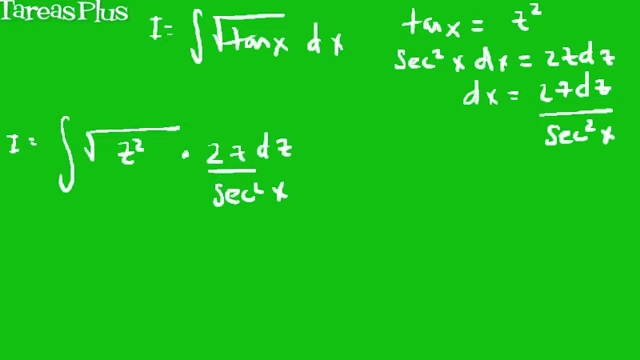 TareasPlus
I = ∫ √tan x dx
tan x = z²
sec² x dx = 2z dz
dx = 2z dz / sec² x
I = ∫ √z² · 2z dz / sec² x